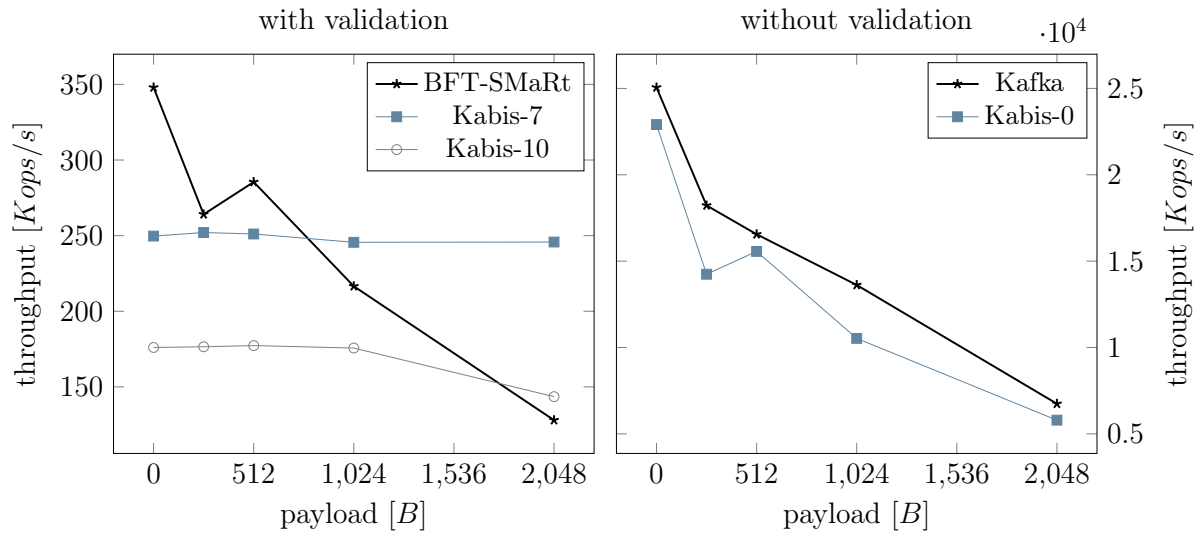 with validation
without validation
·10⁴
throughput [Kops/s]
350
300
250
200
150
BFT-SMaRt
Kabis-7
Kabis-10
0
512
1,024
1,536
2,048
payload [B]
Kafka
Kabis-0
2.5
2
1.5
1
0.5
throughput [Kops/s]
0
512
1,024
1,536
2,048
payload [B]